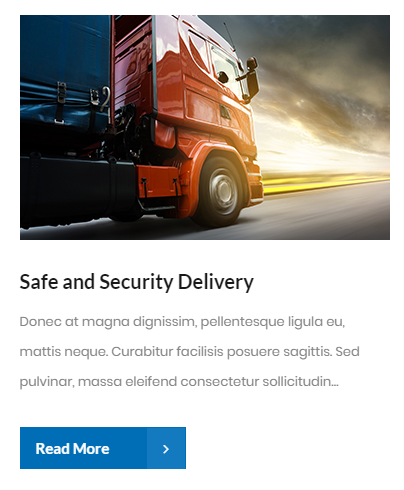 Safe and Security Delivery
Donec at magna dignissim, pellentesque ligula eu,
mattis neque. Curabitur facilisis posuere sagittis. Sed
pulvinar, massa eleifend consectetur sollicitudin...
Read More